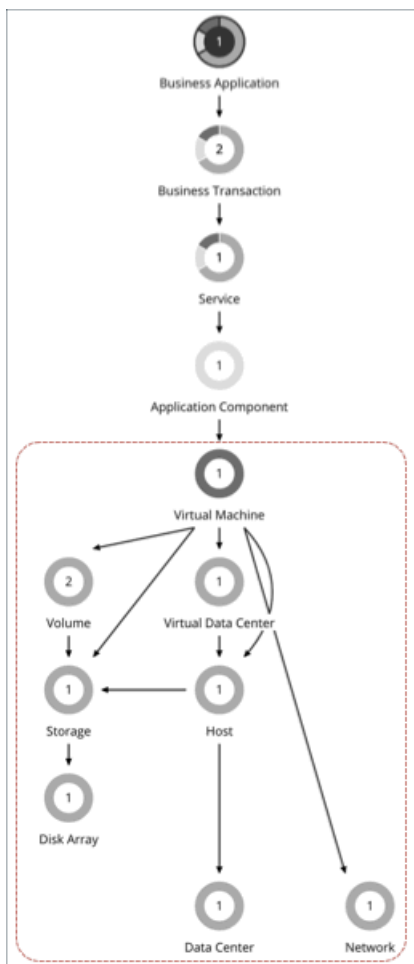 1
Business Application
2
Business Transaction
1
Service
1
Application Component
1
Virtual Machine
2
1
Volume
Virtual Data Center
1
1
Storage
Host
1
Disk Array
1
1
Data Center
Network